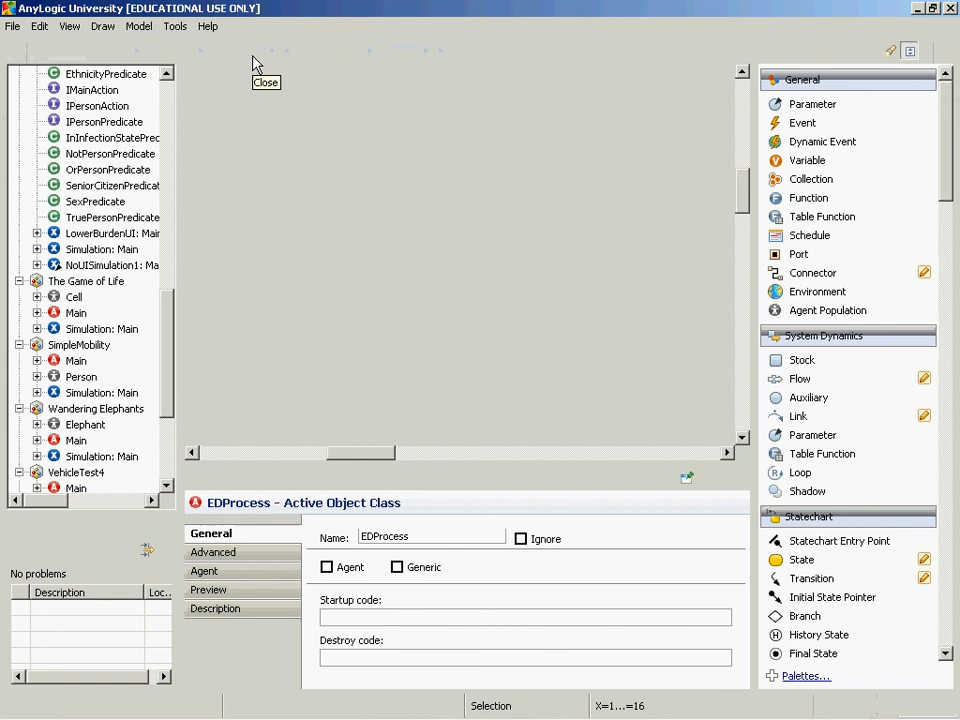 AnyLogic University [EDUCATIONAL USE ONLY]
File Edit View Draw Model Tools Help
Close
EthnicityPredicate
IMainAction
IPersonAction
IPersonPredicate
InInfectionStatePrec
NotPersonPredicate
OrPersonPredicate
SeniorCitizenPredicat
SexPredicate
TruePersonPredicate
LowerBurdenUI: Mair
Simulation: Main
NoUISimulation1: Ma
The Game of Life
Cell
Main
Simulation: Main
SimpleMobility
Main
Person
Simulation: Main
Wandering Elephants
Elephant
Main
Simulation: Main
VehicleTest4
Main
No problems
Description Loc..
EDProcess - Active Object Class
General
Advanced
Agent
Preview
Description
Name: EDProcess Ignore
Agent Generic
Startup code:
Destroy code:
General
Parameter
Event
Dynamic Event
Variable
Collection
Function
Table Function
Schedule
Port
Connector
Environment
Agent Population
System Dynamics
Stock
Flow
Auxiliary
Link
Parameter
Table Function
Loop
Shadow
Statechart
Statechart Entry Point
State
Transition
Initial State Pointer
Branch
History State
Final State
Palettes...
Selection X=1...=16